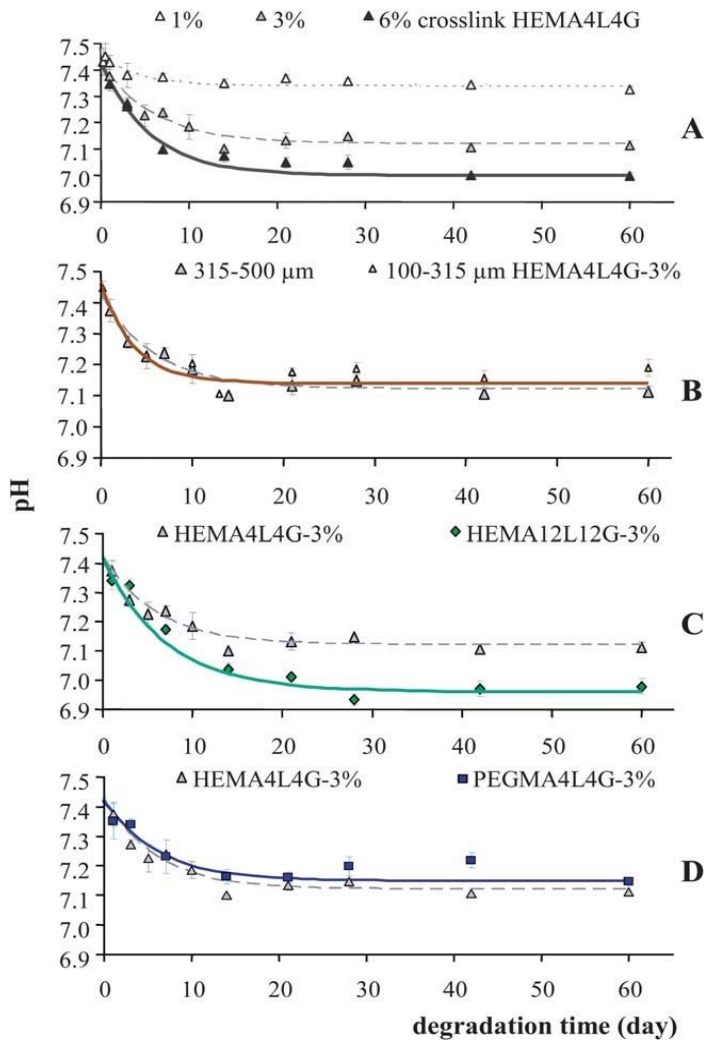 1% 3% 6% crosslink HEMA4L4G
7.5
7.4
7.3
7.2
7.1
7.0
6.9
A
0 10 20 30 40 50 60
315-500 µm 100-315 µm HEMA4L4G-3%
7.5
7.4
7.3
7.2
7.1
7.0
6.9
B
0 10 20 30 40 50 60
pH
HEMA4L4G-3% HEMA12L12G-3%
7.5
7.4
7.3
7.2
7.1
7.0
6.9
C
0 10 20 30 40 50 60
HEMA4L4G-3% PEGMA4L4G-3%
7.5
7.4
7.3
7.2
7.1
7.0
6.9
D
0 10 20 30 40 50 60
degradation time (day)